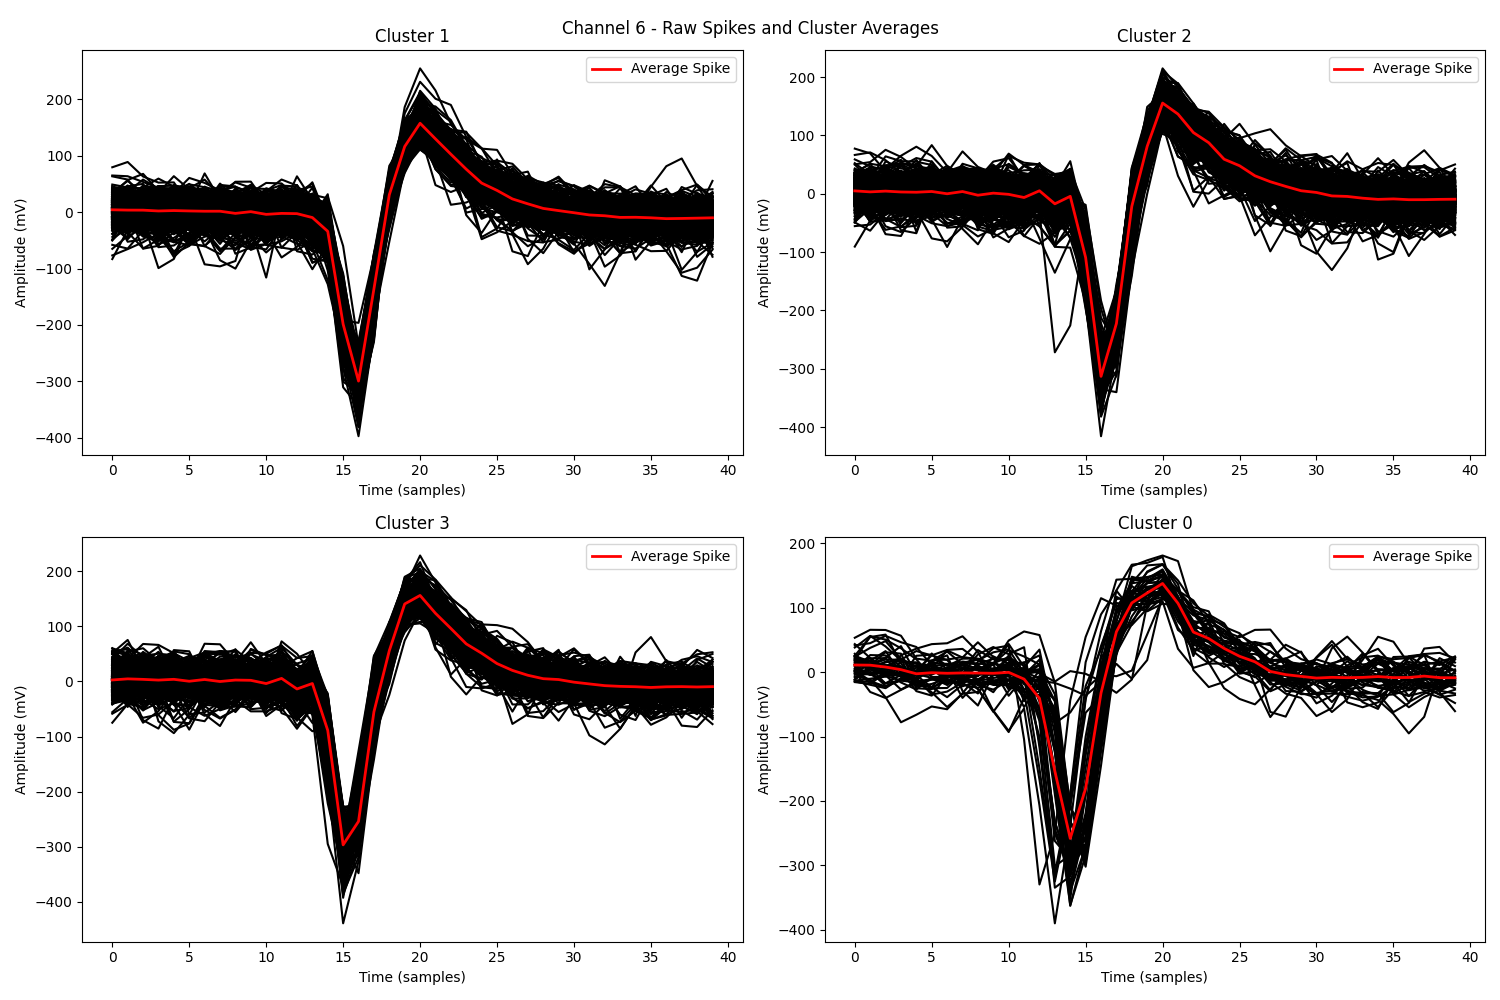 Channel 6 - Raw Spikes and Cluster Averages
Cluster 1
Average Spike
200
100
0
−100
−200
−300
−400
Amplitude (mV)
0 5 10 15 20 25 30 35 40
Time (samples)
Cluster 2
Average Spike
200
100
0
−100
−200
−300
−400
Amplitude (mV)
0 5 10 15 20 25 30 35 40
Time (samples)
Cluster 3
Average Spike
200
100
0
−100
−200
−300
−400
Amplitude (mV)
0 5 10 15 20 25 30 35 40
Time (samples)
Cluster 0
Average Spike
200
100
0
−100
−200
−300
−400
Amplitude (mV)
0 5 10 15 20 25 30 35 40
Time (samples)